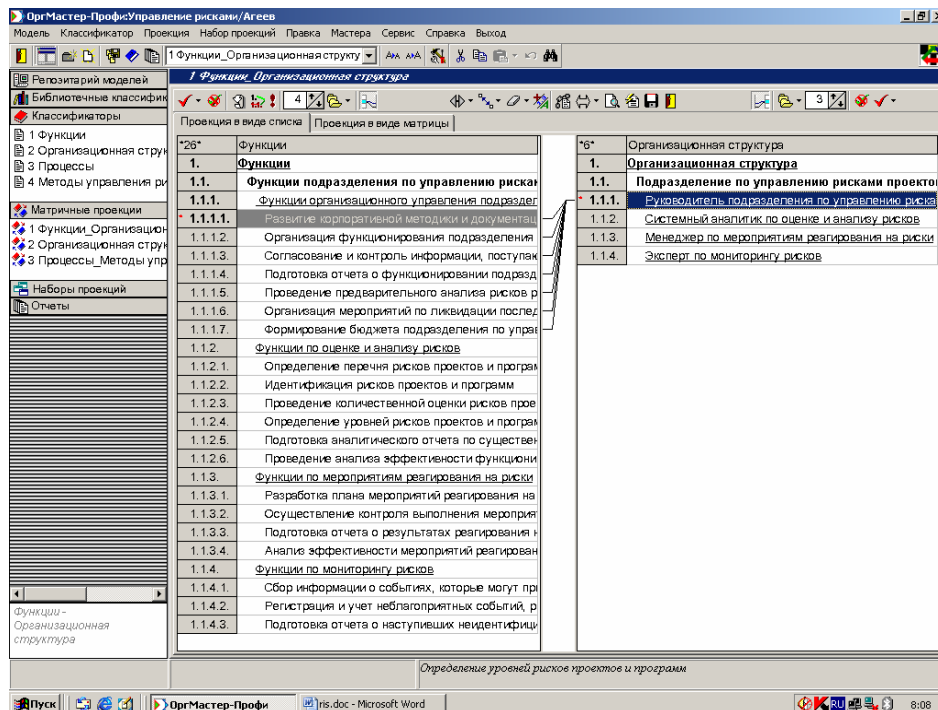 ОргМастер-Профи:Управление рисками/Агеев
Модель Классификатор Проекция Набор проекций Правка Мастера Сервис Справка Выход
1 Функции_Организационная структу
1 Функции_Организационная структура
Репозитарий моделей
Библиотечные классифик
Классификаторы
1 Функции
2 Организационная струк
3 Процессы
4 Методы управления ри
Матричные проекции
1 Функции_Организацион
2 Организационная струк
3 Процессы_Методы упр
Наборы проекций
Отчеты
Функции -
Организационная
структура
4
3
Проекция в виде списка Проекция в виде матрицы
*26* Функции
1. Функции
1.1. Функции подразделения по управлению рискам
1.1.1. Функции организационного управления подраздел
* 1.1.1.1. Развитие корпоративной методики и документац
1.1.1.2. Организация функционирования подразделения
1.1.1.3. Согласование и контроль информации, поступаю
1.1.1.4. Подготовка отчета о функционировании подразд
1.1.1.5. Проведение предварительного анализа рисков р
1.1.1.6. Организация мероприятий по ликвидации послед
1.1.1.7. Формирование бюджета подразделения по управ
1.1.2. Функции по оценке и анализу рисков
1.1.2.1. Определение перечня рисков проектов и програм
1.1.2.2. Идентификация рисков проектов и программ
1.1.2.3. Проведение количественной оценки рисков прое
1.1.2.4. Определение уровней рисков проектов и програм
1.1.2.5. Подготовка аналитического отчета по существен
1.1.2.6. Проведение анализа эффективности функциони
1.1.3. Функции по мероприятиям реагирования на риски
1.1.3.1. Разработка плана мероприятий реагирования на
1.1.3.2. Осуществление контроля выполнения мероприят
1.1.3.3. Подготовка отчета о результатах реагирования н
1.1.3.4. Анализ эффективности мероприятий реагирован
1.1.4. Функции по мониторингу рисков
1.1.4.1. Сбор информации о событиях, которые могут при
1.1.4.2. Регистрация и учет неблагоприятных событий, р
1.1.4.3. Подготовка отчета о наступивших неидентифици
*6* Организационная структура
1. Организационная структура
1.1. Подразделение по управлению рисками проекто
* 1.1.1. Руководитель подразделения по управлению риска
1.1.2. Системный аналитик по оценке и анализу рисков
1.1.3. Менеджер по мероприятиям реагирования на риски
1.1.4. Эксперт по мониторингу рисков
Определение уровней рисков проектов и программ
Пуск ОргМастер-Профи ris.doc - Microsoft Word RU 8:08